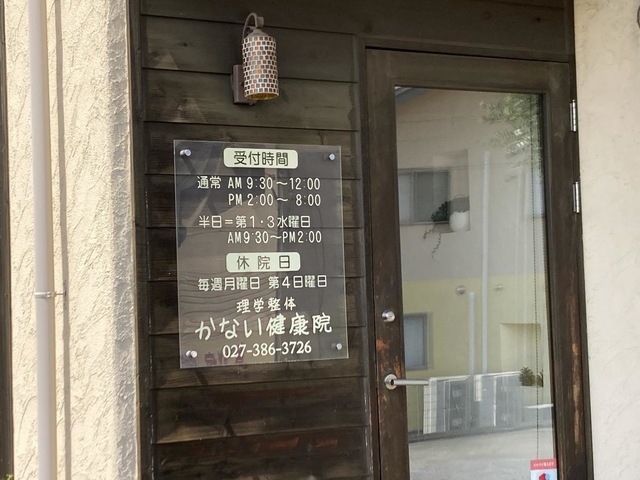 受付時間
通常 AM 9:30～12:00
PM 2:00～ 8:00
半日＝第1・3水曜日
AM9:30～PM2:00
休院日
毎週月曜日 第4日曜日
理学整体
かない健康院
027-386-3726